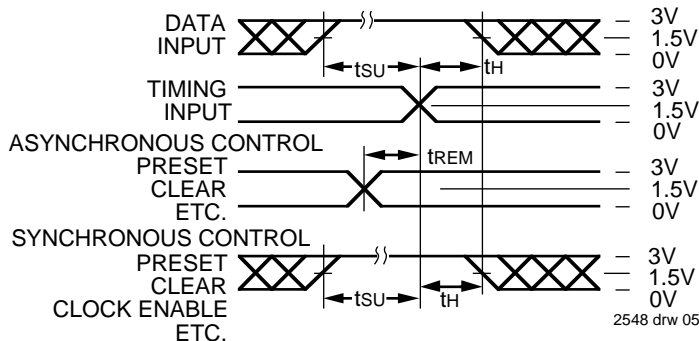 DATA
INPUT
tSU
tH
3V
1.5V
0V
TIMING
INPUT
3V
1.5V
0V
ASYNCHRONOUS CONTROL
PRESET
CLEAR
ETC.
tREM
3V
1.5V
0V
SYNCHRONOUS CONTROL
PRESET
CLEAR
CLOCK ENABLE
ETC.
tSU
tH
3V
1.5V
0V
2548 drw 05